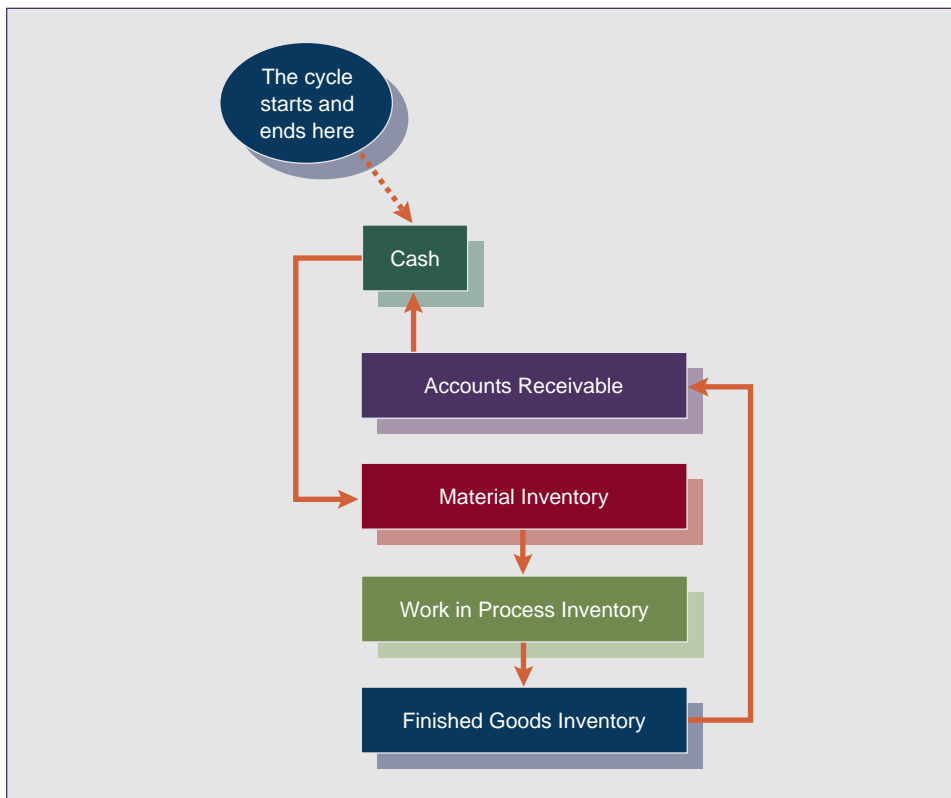 The cycle
starts and
ends here
Cash
Accounts Receivable
Material Inventory
Work in Process Inventory
Finished Goods Inventory